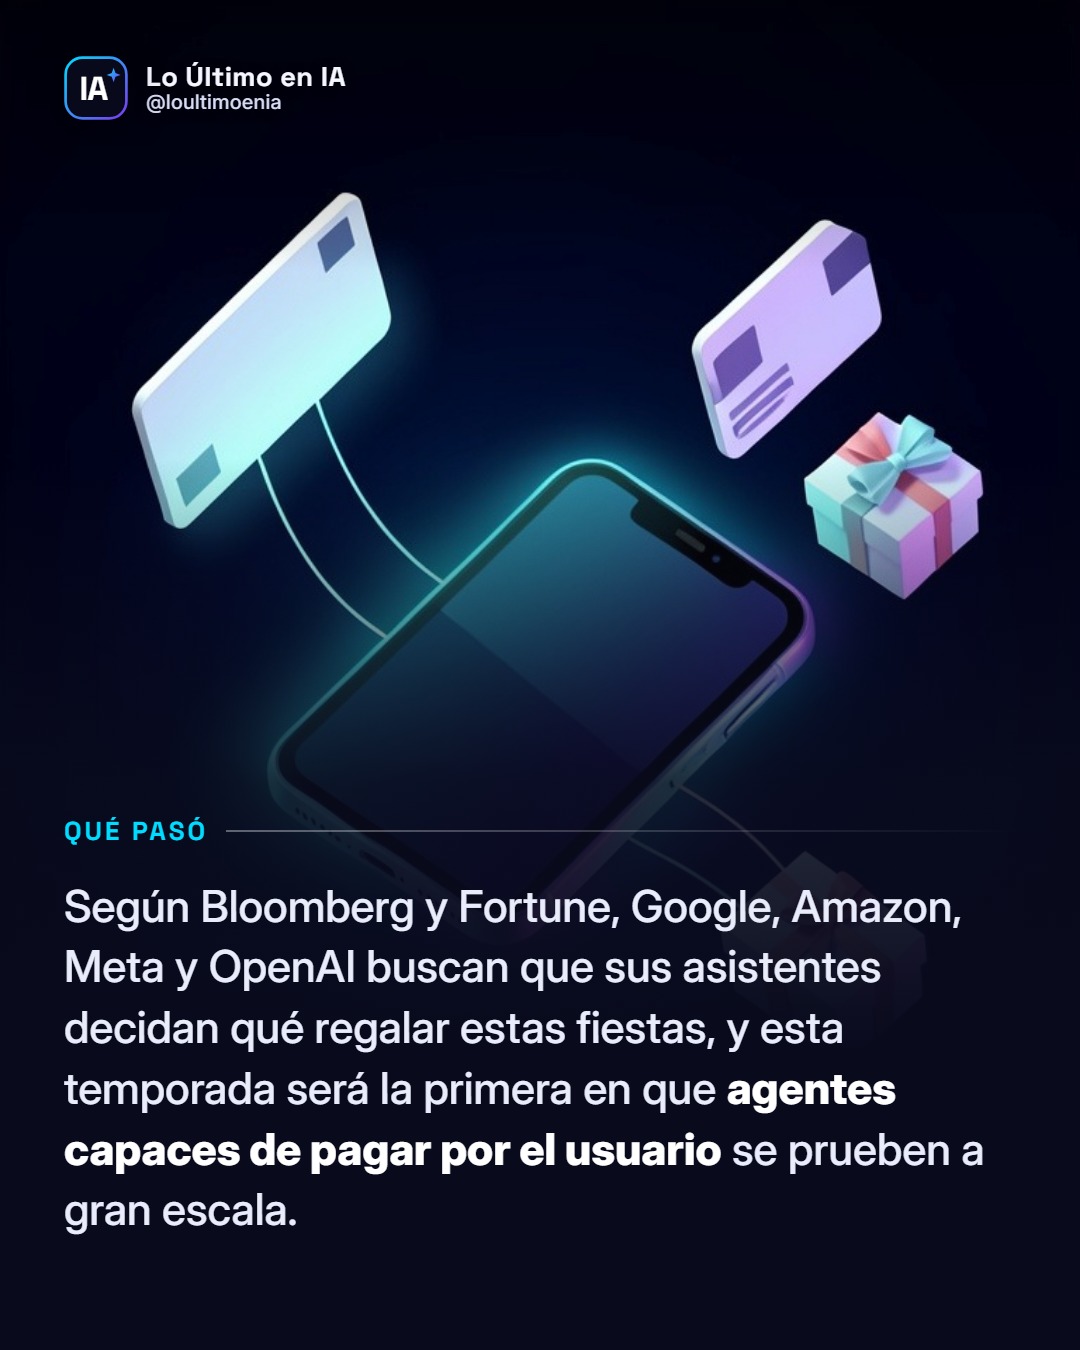 IA
Lo Último en IA
@loultimoenia
QUÉ PASÓ
Según Bloomberg y Fortune, Google, Amazon,
Meta y OpenAI buscan que sus asistentes
decidan qué regalar estas fiestas, y esta
temporada será la primera en que agentes
capaces de pagar por el usuario se prueben a
gran escala.